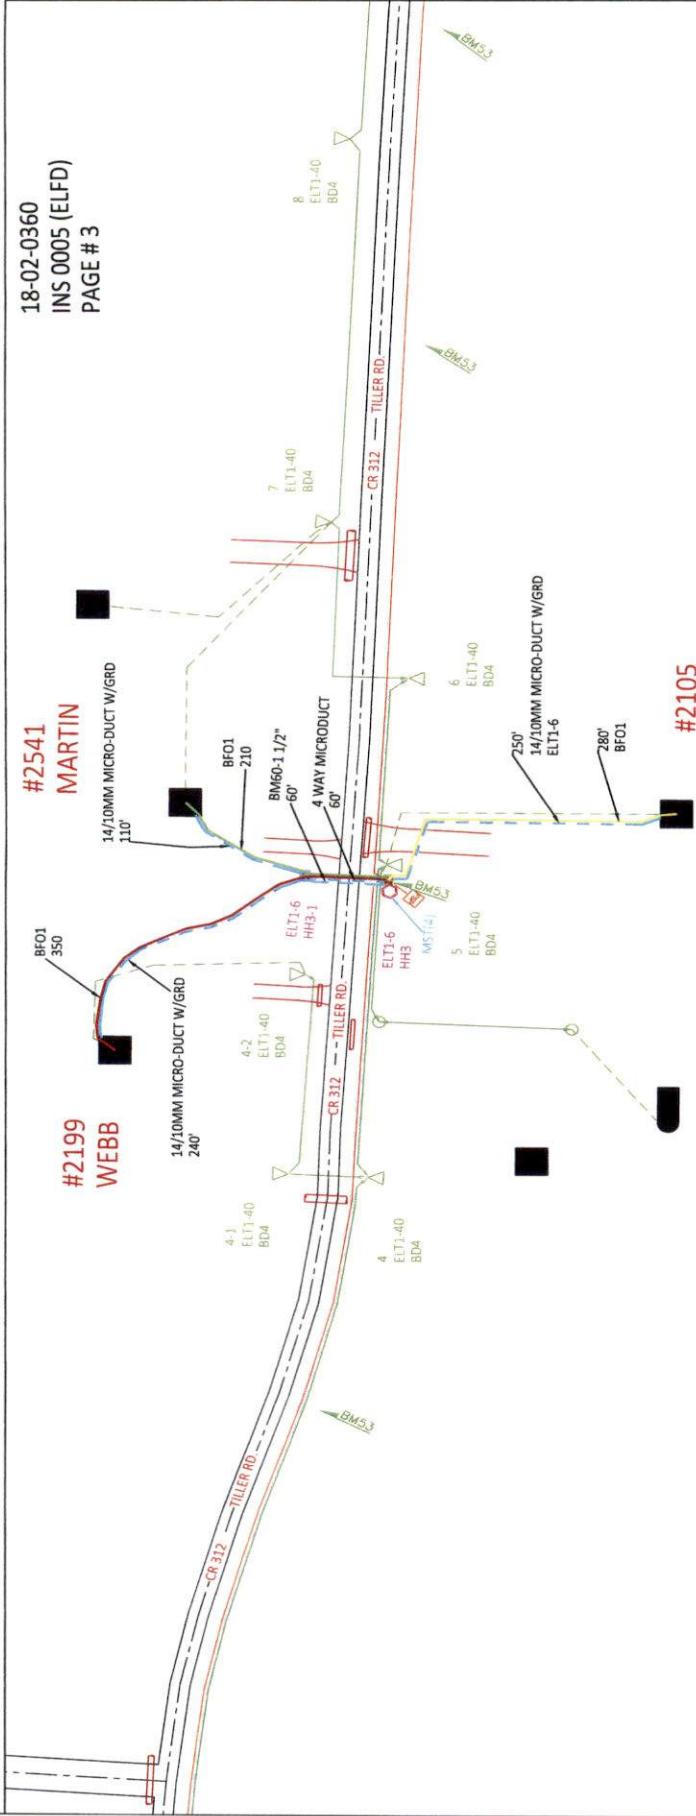 18-02-0360
INS 0005 (ELFD)
PAGE # 3
#2541
MARTIN
14/10MM MICRO-DUCT W/GRD
110'
BFO1
210
BM60-1 1/2"
60'
4 WAY MICRODUCT
60'
BFO1
350
#2199
WEBB
14/10MM MICRO-DUCT W/GRD
240'
ELT1-6
HH3-1
4-2
ELT1-40
BD4
4-1
ELT1-40
BD4
4
ELT1-40
BD4
7
ELT1-40
BD4
8
ELT1-40
BD4
BM53
BM53
CR 312
TILLER RD.
CR 312
TILLER RD.
CR 312
TILLER RD.
6
ELT1-40
BD4
250'
14/10MM MICRO-DUCT W/GRD
ELT1-6
280'
BFO1
#2105
BM53
ELT1-6
HH3
MST(4)
5
ELT1-40
BD4
BM53